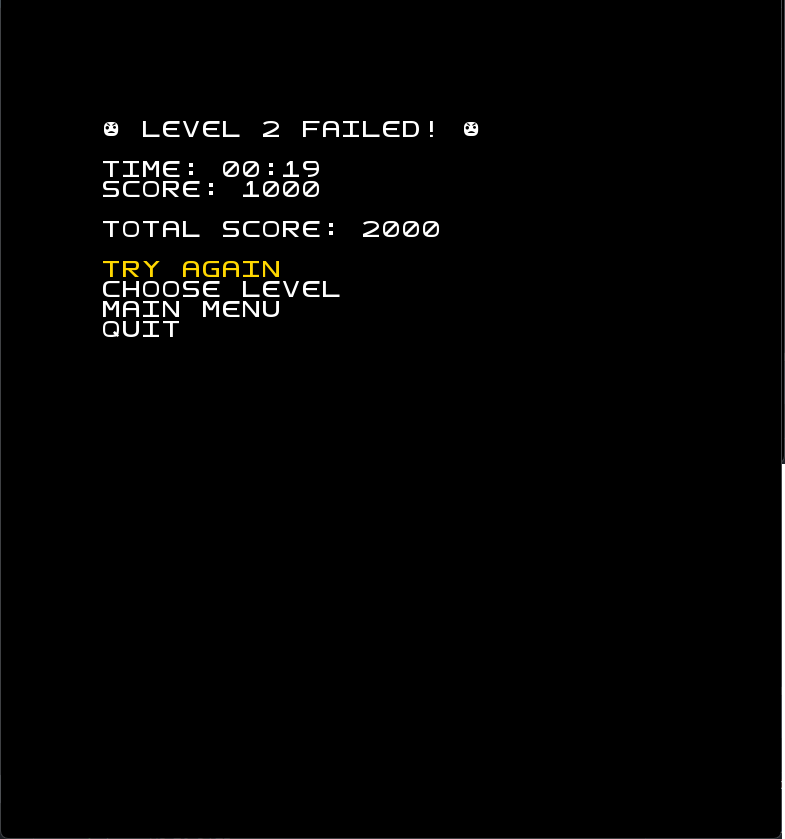 LEVEL 2 FAILED!
TIME: 00:19
SCORE: 1000
TOTAL SCORE: 2000
TRY AGAIN
CHOOSE LEVEL
MAIN MENU
QUIT